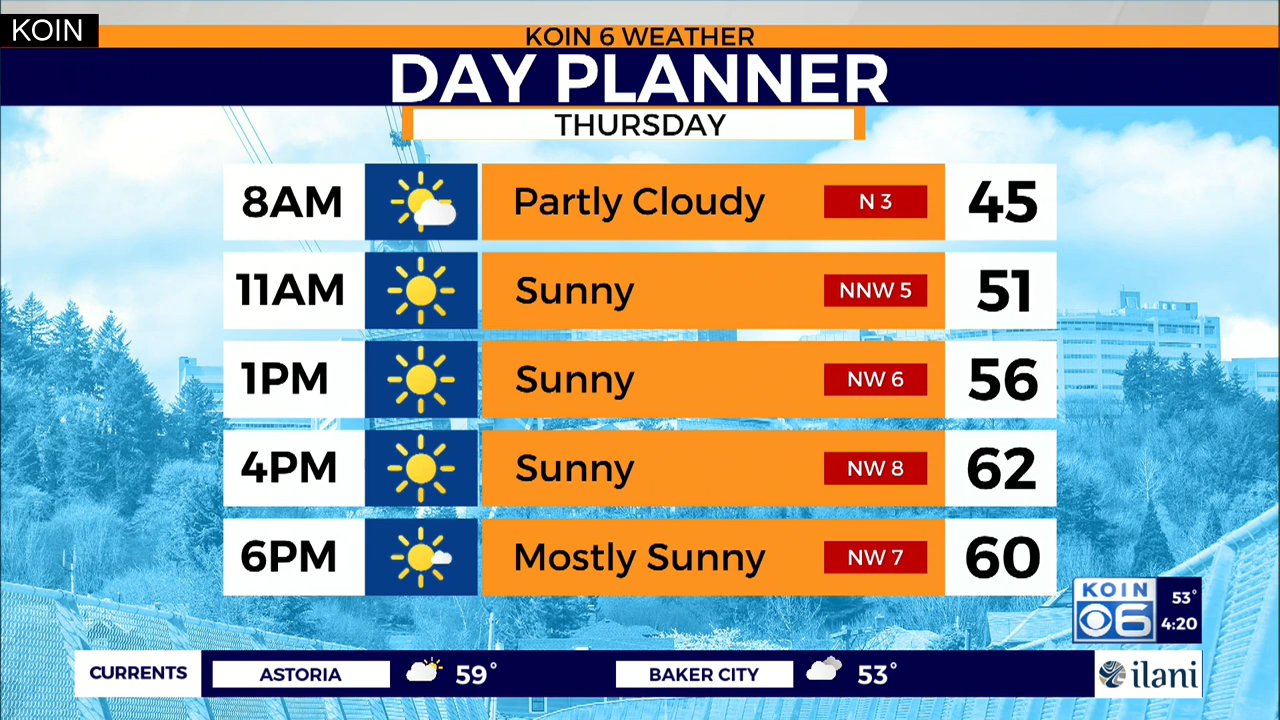 KOIN
KOIN 6 WEATHER
DAY PLANNER
THURSDAY
8AM Partly Cloudy N 3 45
11AM Sunny NNW 5 51
1PM Sunny NW 6 56
4PM Sunny NW 8 62
6PM Mostly Sunny NW 7 60
KOIN 6
53°
4:20
CURRENTS ASTORIA 59° BAKER CITY 53° ilani